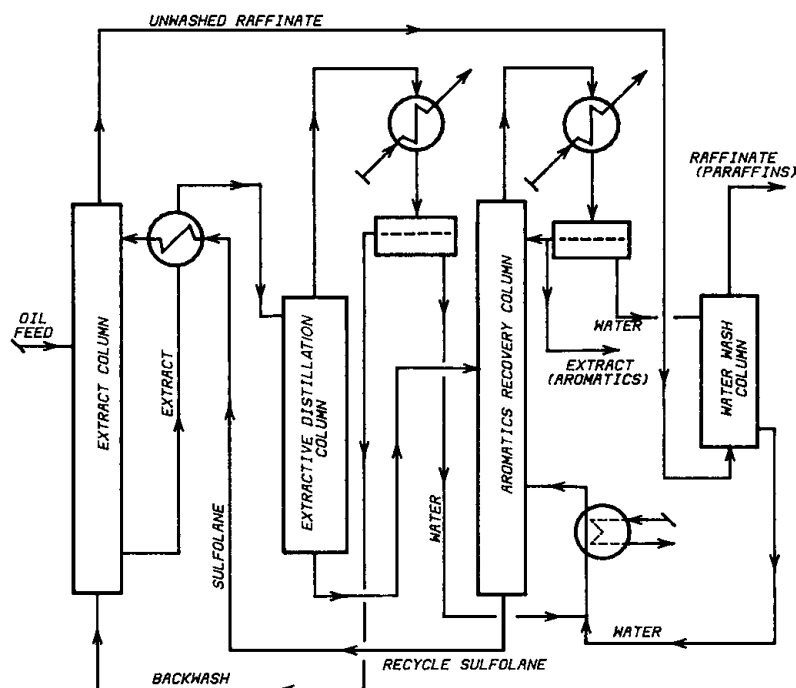 UNWASHED RAFFINATE
RAFFINATE
(PARAFFINS)
OIL
FEED
EXTRACT COLUMN
EXTRACT
SULFOLANE
EXTRACTIVE DISTILLATION
COLUMN
WATER
AROMATICS RECOVERY COLUMN
WATER
EXTRACT
(AROMATICS)
WATER WASH
COLUMN
WATER
RECYCLE SULFOLANE
BACKWASH